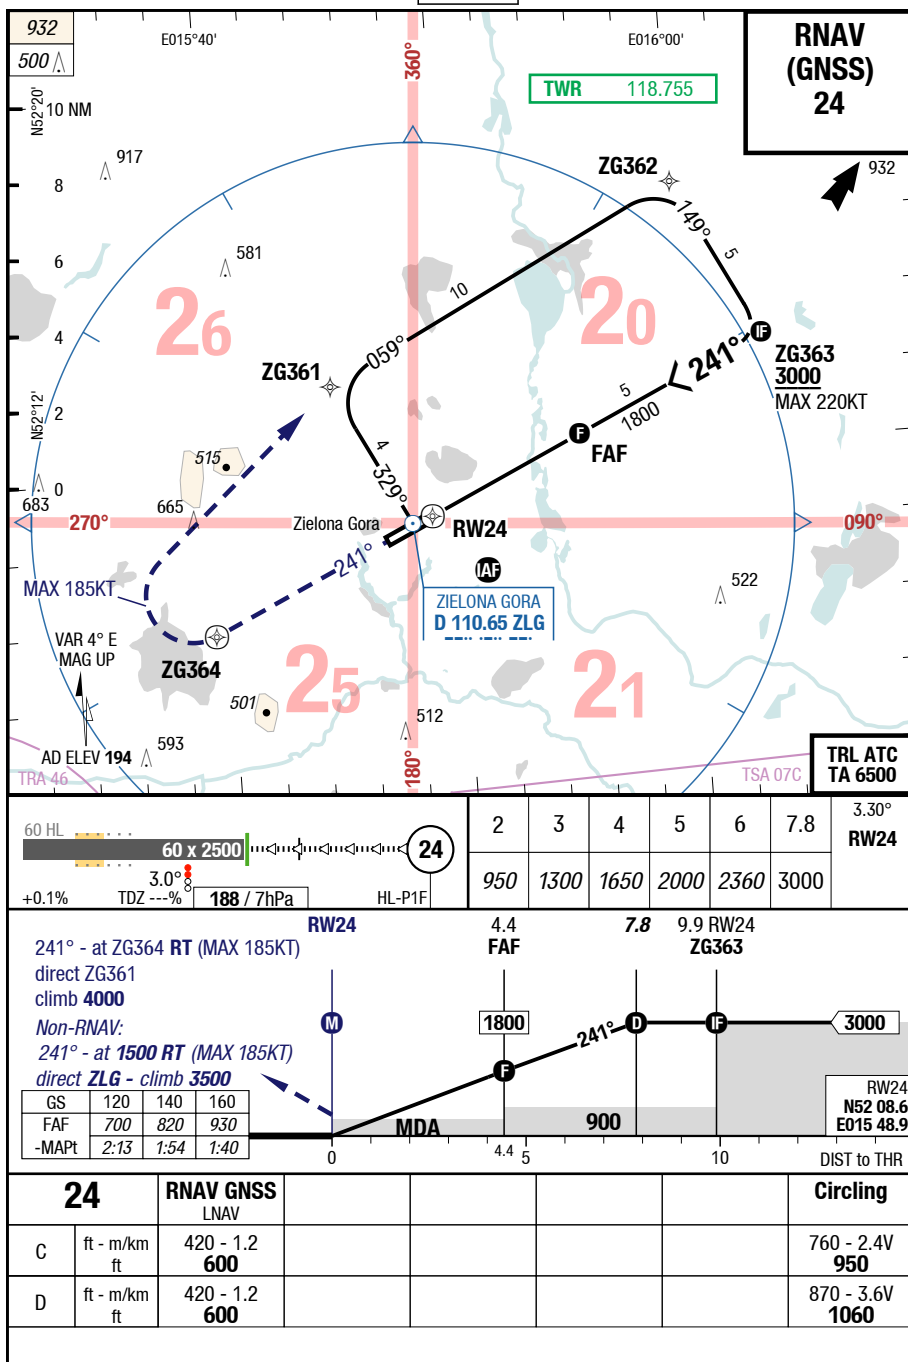 932
500
E015°40'
E016°00'
360°
TWR 118.755
RNAV
(GNSS)
24
N52°20'
10 NM
917
932
ZG362
149°
5
8
6
581
26
10
20
4
059°
241°
IF
ZG363
3000
MAX 220KT
ZG361
5
1800
N52°12'
2
4
F
FAF
515
329°
0
683
665
270°
Zielona Gora
RW24
090°
241°
IAF
MAX 185KT
ZIELONA GORA
D 110.65 ZLG
522
VAR 4° E
MAG UP
ZG364
25
21
501
512
593
AD ELEV 194
180°
TRA 46
TSA 07C
TRL ATC
TA 6500
60 HL
60 x 2500
24
3.0°
+0.1%
TDZ ---%
188 / 7hPa
HL-P1F
2 3 4 5 6 7.8
3.30°
RW24
950 1300 1650 2000 2360 3000
RW24
4.4
FAF
7.8
9.9 RW24
ZG363
241° - at ZG364 RT (MAX 185KT)
direct ZG361
climb 4000
Non-RNAV:
241° - at 1500 RT (MAX 185KT)
direct ZLG - climb 3500
M
1800
241°
D
IF
3000
F
GS 120 140 160
FAF 700 820 930
-MAPt 2:13 1:54 1:40
MDA
900
RW24
N52 08.6
E015 48.9
0
4.4
5
10
DIST to THR
24
RNAV GNSS
LNAV
Circling
C
ft - m/km
ft
420 - 1.2
600
760 - 2.4V
950
D
ft - m/km
ft
420 - 1.2
600
870 - 3.6V
1060